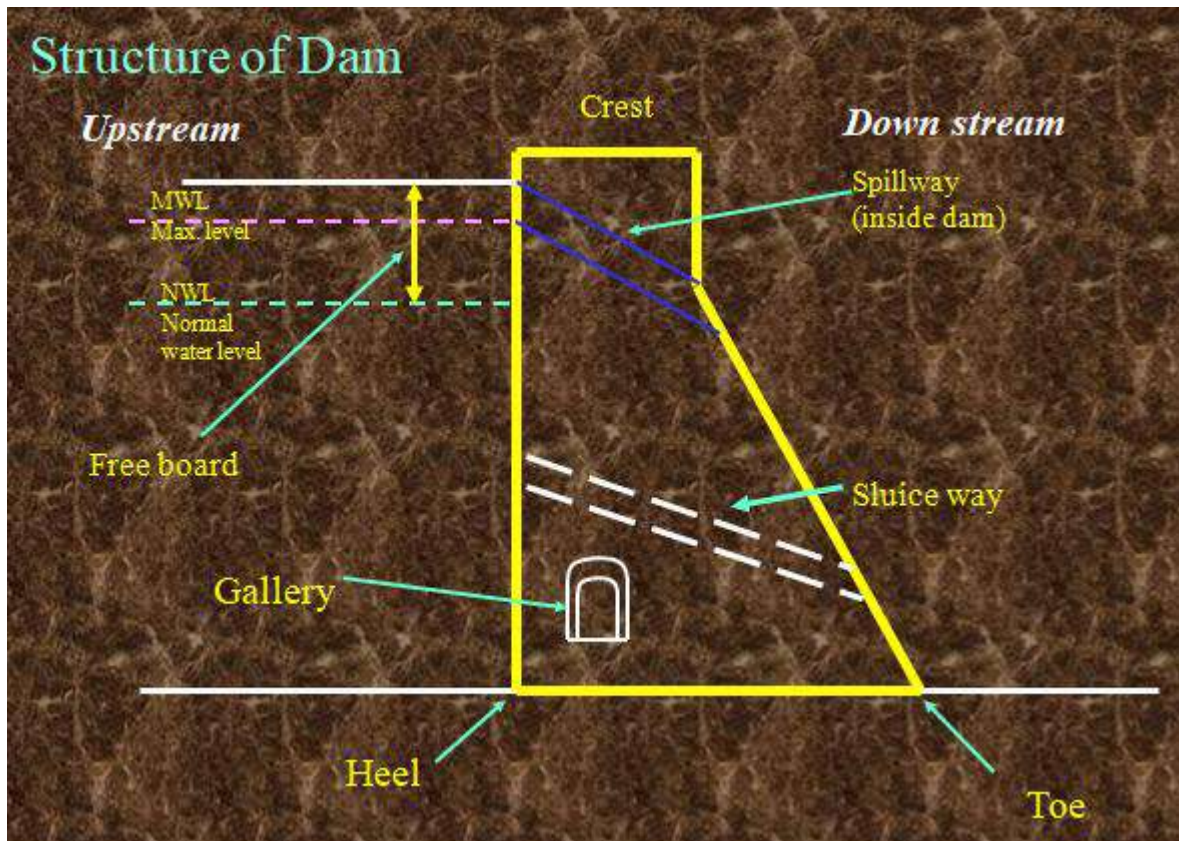 Structure of Dam
Crest
Upstream
Down stream
Spillway
(inside dam)
MWL
Max. level
NWL
Normal
water level
Free board
Sluice way
Gallery
Heel
Toe